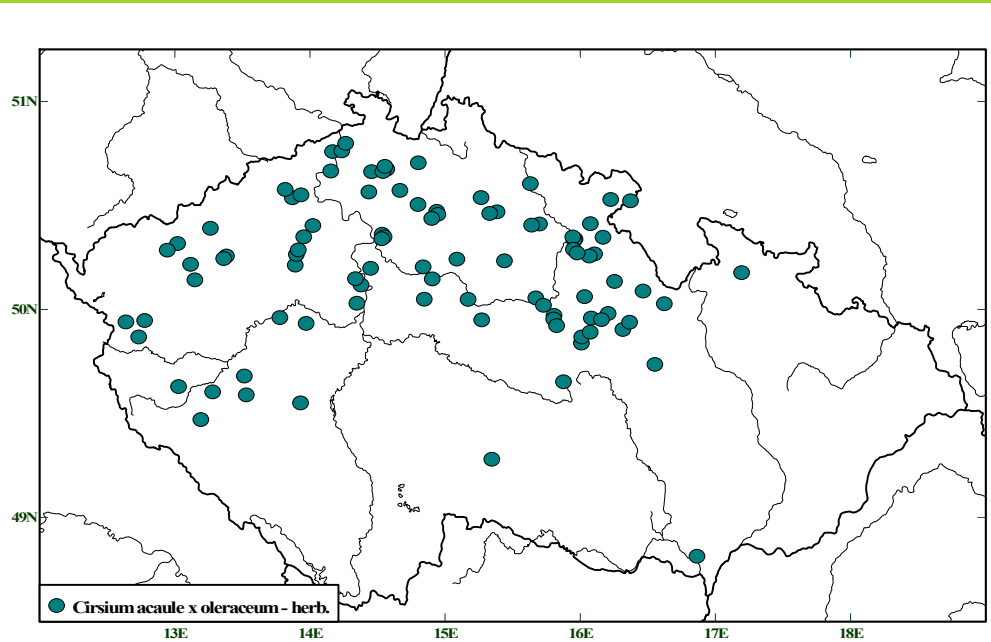 51N
50N
49N
Cirsium acaule x oleraceum - herb.
13E 14E 15E 16E 17E 18E